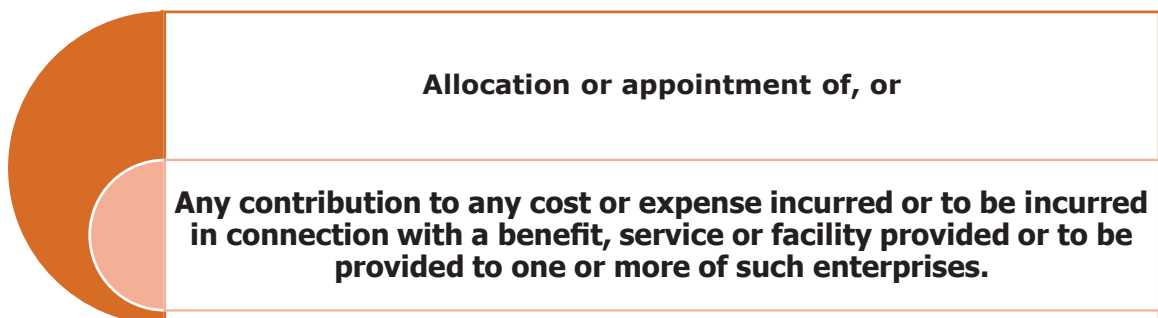 Allocation or appointment of, or
Any contribution to any cost or expense incurred or to be incurred
in connection with a benefit, service or facility provided or to be
provided to one or more of such enterprises.